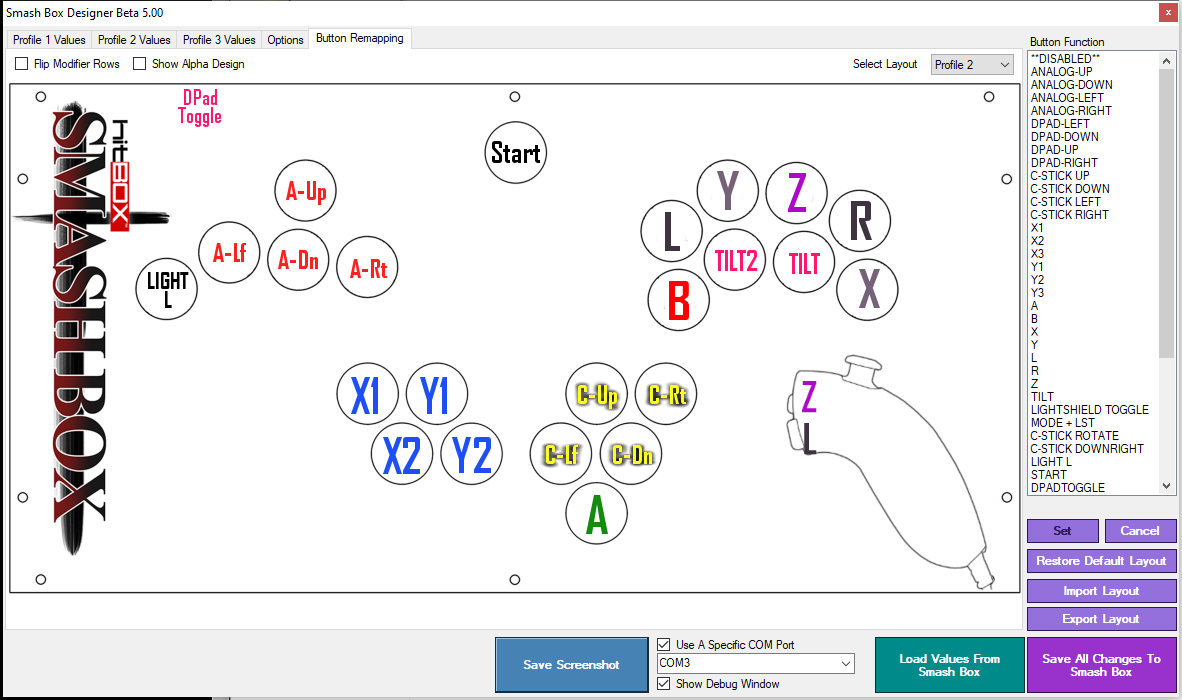 Smash Box Designer Beta 5.00
x
Profile 1 Values
Profile 2 Values
Profile 3 Values
Options
Button Remapping
Flip Modifier Rows
Show Alpha Design
Select Layout
Profile 2
hitBOX
SMASHBOX
DPad
Toggle
Start
A-Up
A-Lf
A-Dn
A-Rt
LIGHT
L
L
Y
Z
R
B
TILT2
TILT
X
X1
Y1
X2
Y2
C-Up
C-Rt
C-Lf
C-Dn
A
Z
L
Button Function
**DISABLED**
ANALOG-UP
ANALOG-DOWN
ANALOG-LEFT
ANALOG-RIGHT
DPAD-LEFT
DPAD-DOWN
DPAD-UP
DPAD-RIGHT
C-STICK UP
C-STICK DOWN
C-STICK LEFT
C-STICK RIGHT
X1
X2
X3
Y1
Y2
Y3
A
B
X
Y
L
R
Z
TILT
LIGHTSHIELD TOGGLE
MODE + LST
C-STICK ROTATE
C-STICK DOWNRIGHT
LIGHT L
START
DPADTOGGLE
Set
Cancel
Restore Default Layout
Import Layout
Export Layout
Save Screenshot
Use A Specific COM Port
COM3
Show Debug Window
Load Values From
Smash Box
Save All Changes To
Smash Box